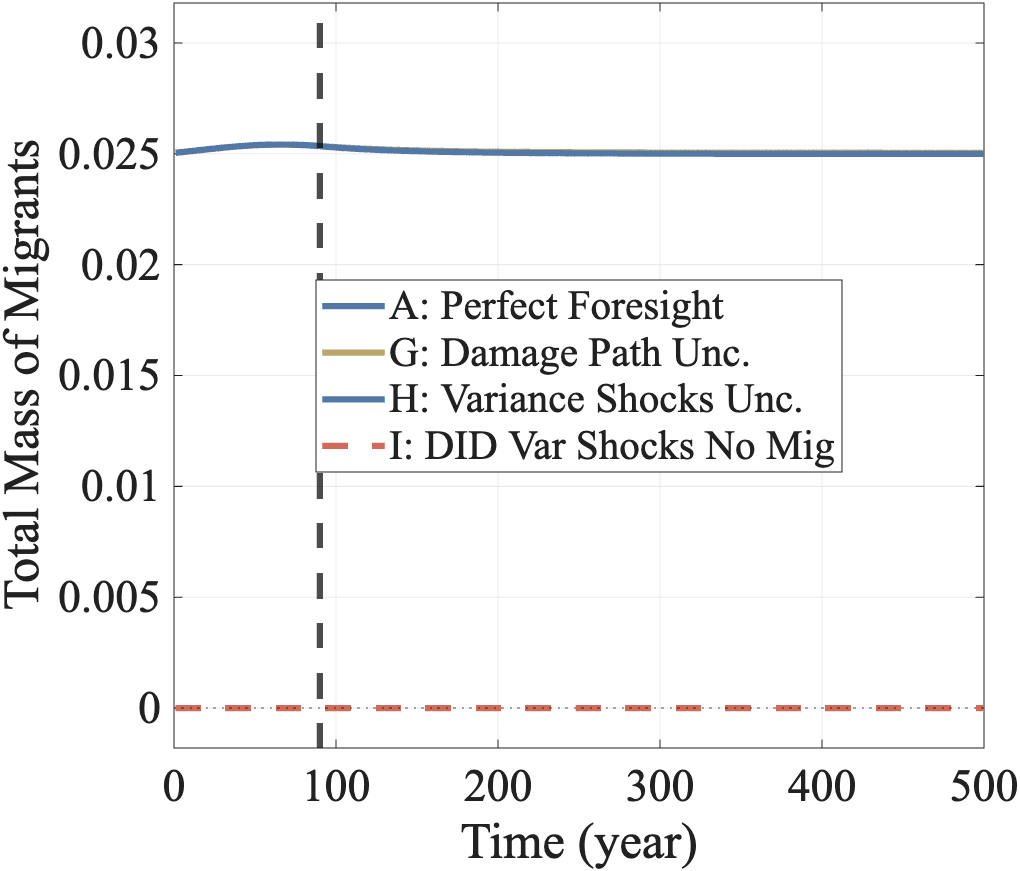 0.03
0.025
0.02
0.015
0.01
0.005
0
Total Mass of Migrants
A: Perfect Foresight
G: Damage Path Unc.
H: Variance Shocks Unc.
I: DID Var Shocks No Mig
0 100 200 300 400 500
Time (year)